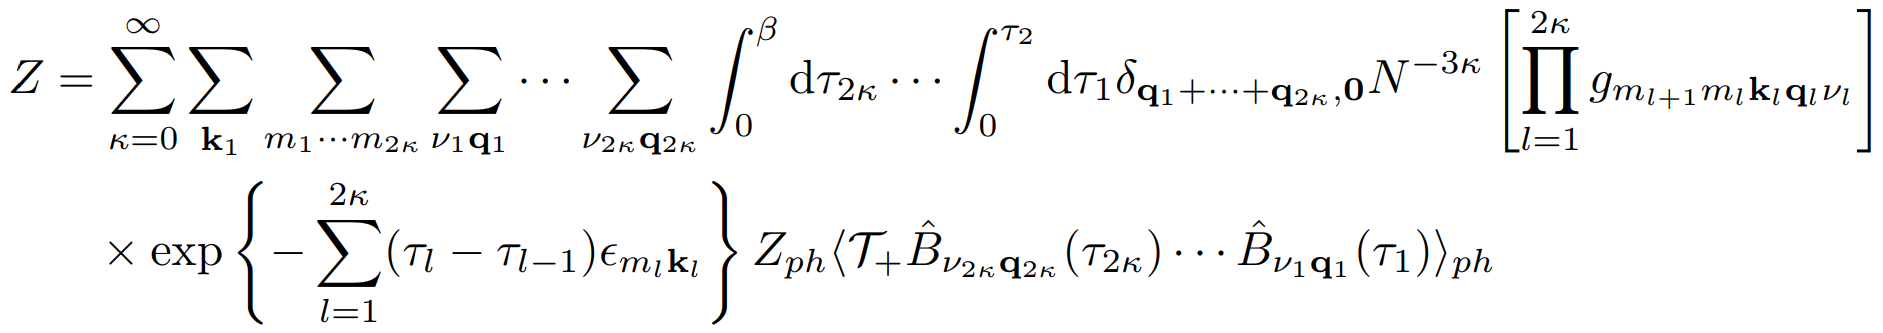 Z = \sum_{\kappa=0}^{\infty} \sum_{\mathbf{k}_1} \sum_{m_1 \cdots m_{2\kappa}} \sum_{\nu_1 \mathbf{q}_1} \cdots \sum_{\nu_{2\kappa} \mathbf{q}_{2\kappa}} \int_0^{\beta} \mathrm{d}\tau_{2\kappa} \cdots \int_0^{\tau_2} \mathrm{d}\tau_1 \delta_{\mathbf{q}_1 + \cdots + \mathbf{q}_{2\kappa}, \mathbf{0}} N^{-3\kappa} \left[ \prod_{l=1}^{2\kappa} g_{m_{l+1} m_l \mathbf{k}_l \mathbf{q}_l \nu_l} \right]
\times \exp \left\{ - \sum_{l=1}^{2\kappa} (\tau_l - \tau_{l-1}) \epsilon_{m_l \mathbf{k}_l} \right\} Z_{ph} \langle \mathcal{T}_+ \hat{B}_{\nu_{2\kappa} \mathbf{q}_{2\kappa}} (\tau_{2\kappa}) \cdots \hat{B}_{\nu_1 \mathbf{q}_1} (\tau_1) \rangle_{ph}